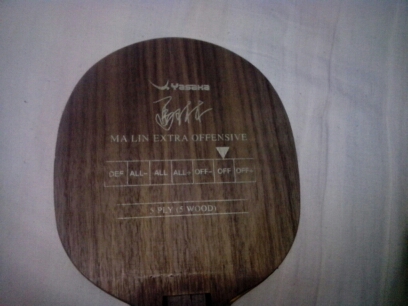 Yasaka
MA LIN EXTRA OFFENSIVE
DEF ALL- ALL ALL+ OFF- OFF OFF+
5 PLY (5 WOOD)